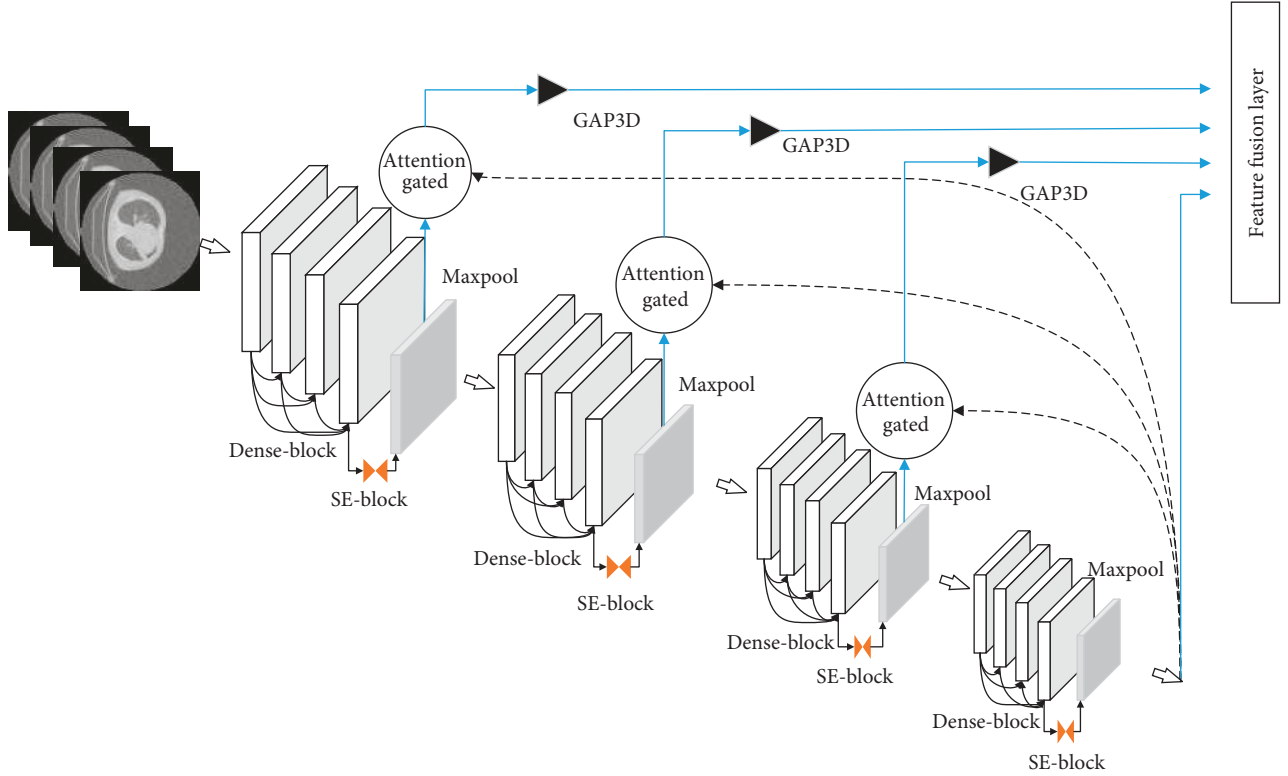 GAP3D
GAP3D
GAP3D
Feature fusion layer
Attention
gated
Attention
gated
Attention
gated
Maxpool
Dense-block
SE-block
Maxpool
Dense-block
SE-block
Maxpool
Dense-block
SE-block
Maxpool
Dense-block
SE-block